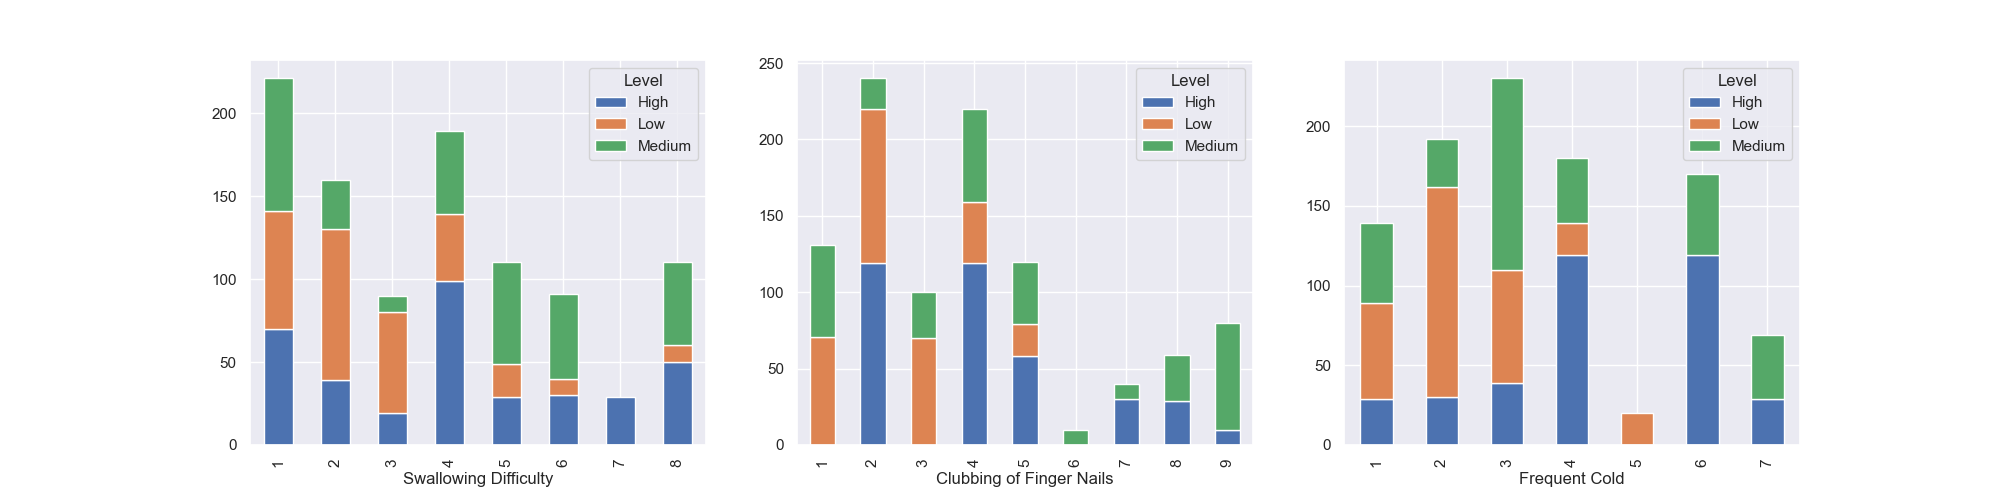 Level
High
Low
Medium
200
150
100
50
0
1 2 3 4 5 6 7 8
Swallowing Difficulty
Level
High
Low
Medium
250
200
150
100
50
0
1 2 3 4 5 6 7 8 9
Clubbing of Finger Nails
Level
High
Low
Medium
200
150
100
50
0
1 2 3 4 5 6 7
Frequent Cold